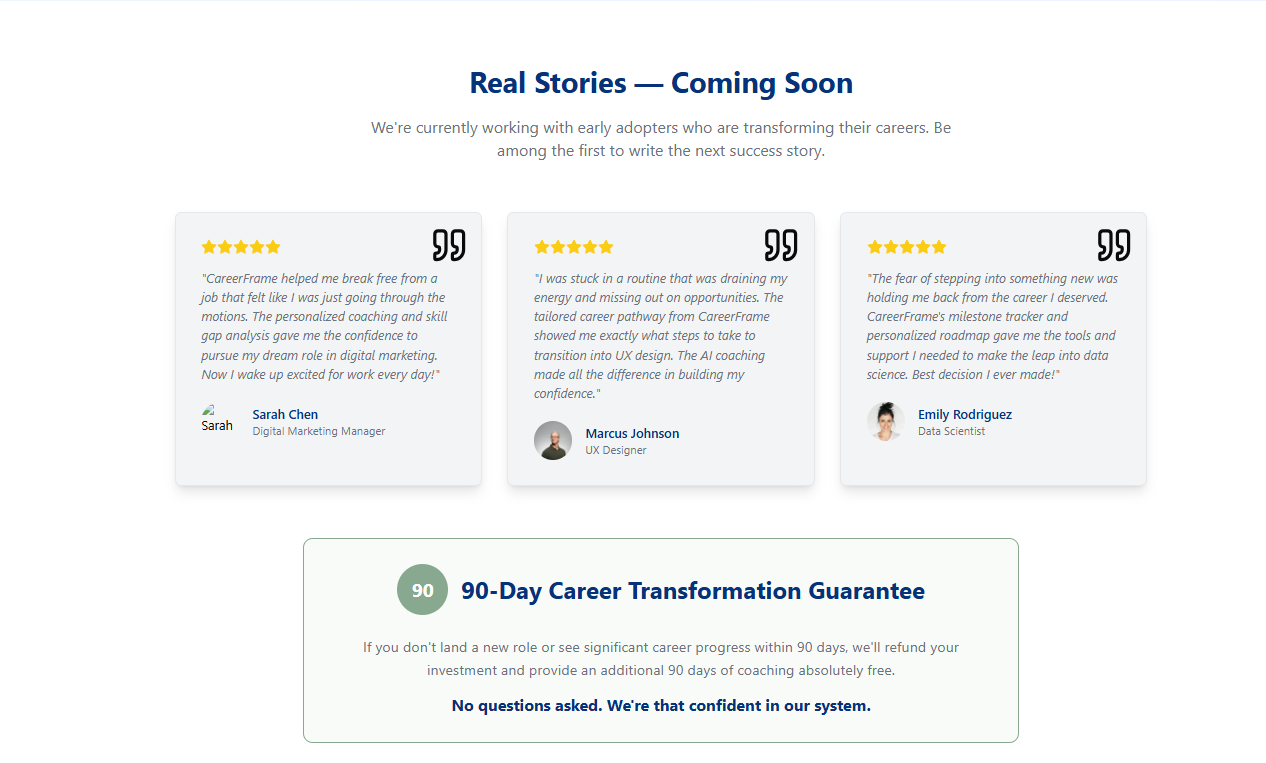 Real Stories — Coming Soon
We're currently working with early adopters who are transforming their careers. Be
among the first to write the next success story.
"CareerFrame helped me break free from a
job that felt like I was just going through the
motions. The personalized coaching and skill
gap analysis gave me the confidence to
pursue my dream role in digital marketing.
Now I wake up excited for work every day!"
Sarah
Sarah Chen
Digital Marketing Manager
"I was stuck in a routine that was draining my
energy and missing out on opportunities. The
tailored career pathway from CareerFrame
showed me exactly what steps to take to
transition into UX design. The AI coaching
made all the difference in building my
confidence."
Marcus Johnson
UX Designer
"The fear of stepping into something new was
holding me back from the career I deserved.
CareerFrame's milestone tracker and
personalized roadmap gave me the tools and
support I needed to make the leap into data
science. Best decision I ever made!"
Emily Rodriguez
Data Scientist
90
90-Day Career Transformation Guarantee
If you don't land a new role or see significant career progress within 90 days, we'll refund your
investment and provide an additional 90 days of coaching absolutely free.
No questions asked. We're that confident in our system.